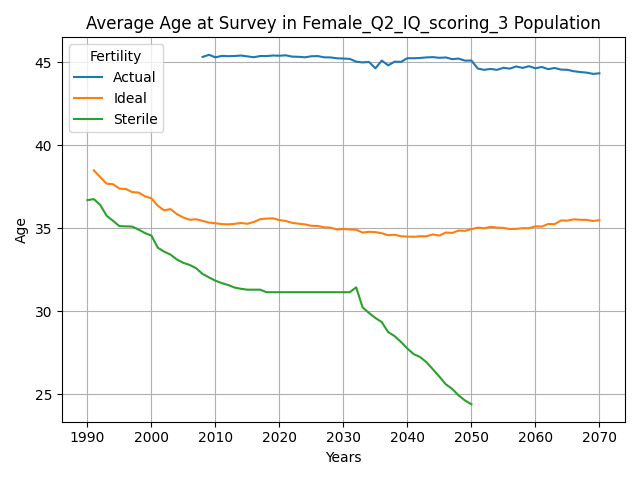 Average Age at Survey in Female_Q2_IQ_scoring_3 Population
Fertility
Actual
Ideal
Sterile
Age
45
40
35
30
25
1990 2000 2010 2020 2030 2040 2050 2060 2070
Years